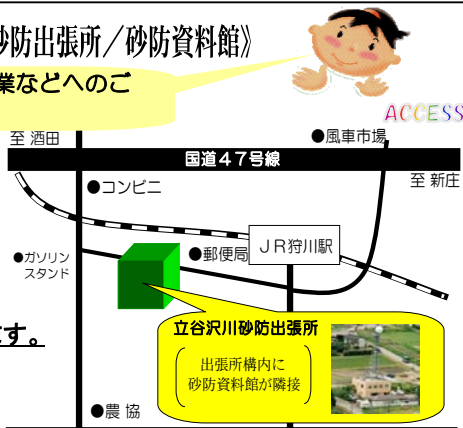 砂防出張所／砂防資料館》
業などへのご
ACCESS
至 酒田
●風車市場
国道４７号線
至 新庄
●コンビニ
●ガソリン
スタンド
●郵便局
ＪＲ狩川駅
立谷沢川砂防出張所
出張所構内に
砂防資料館が隣接
ます。
●農 協